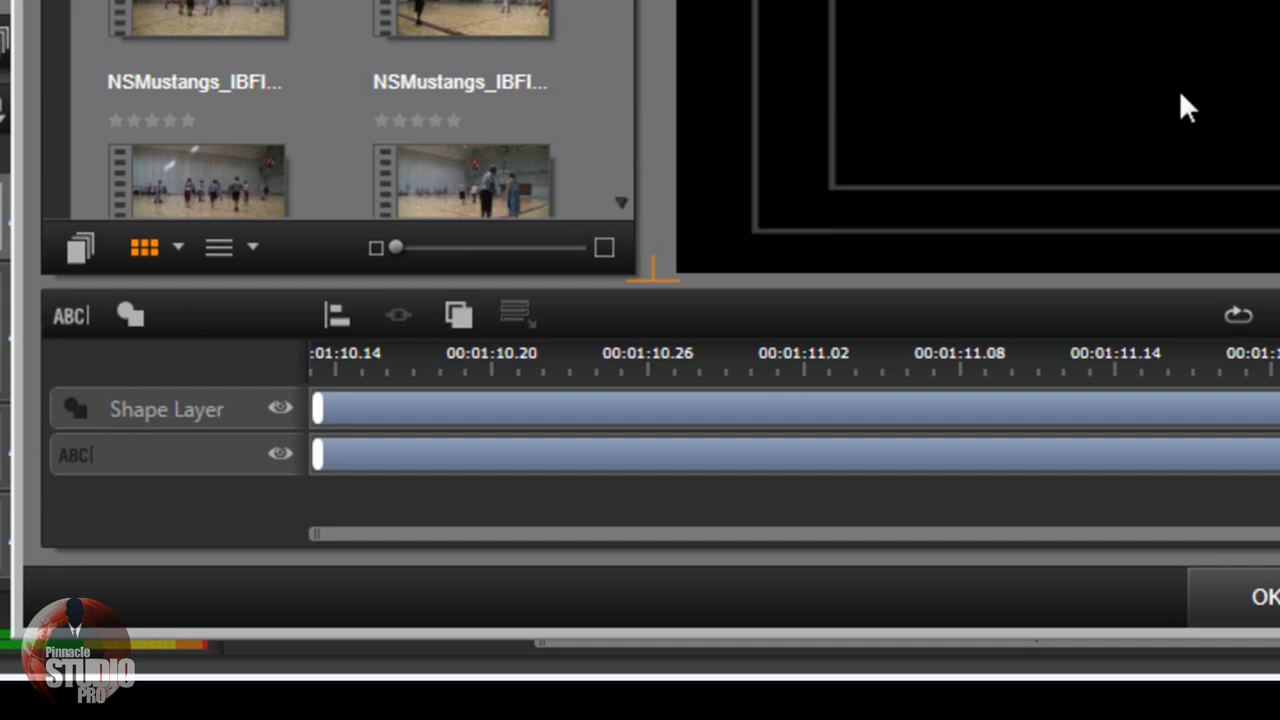 NSMustangs_IBFI... NSMustangs_IBFI...
ABC
:01:10.14 00:01:10.20 00:01:10.26 00:01:11.02 00:01:11.08 00:01:11.14 00:01:1
Shape Layer
ABC
OK
Pinnacle
STUDIO
PRO